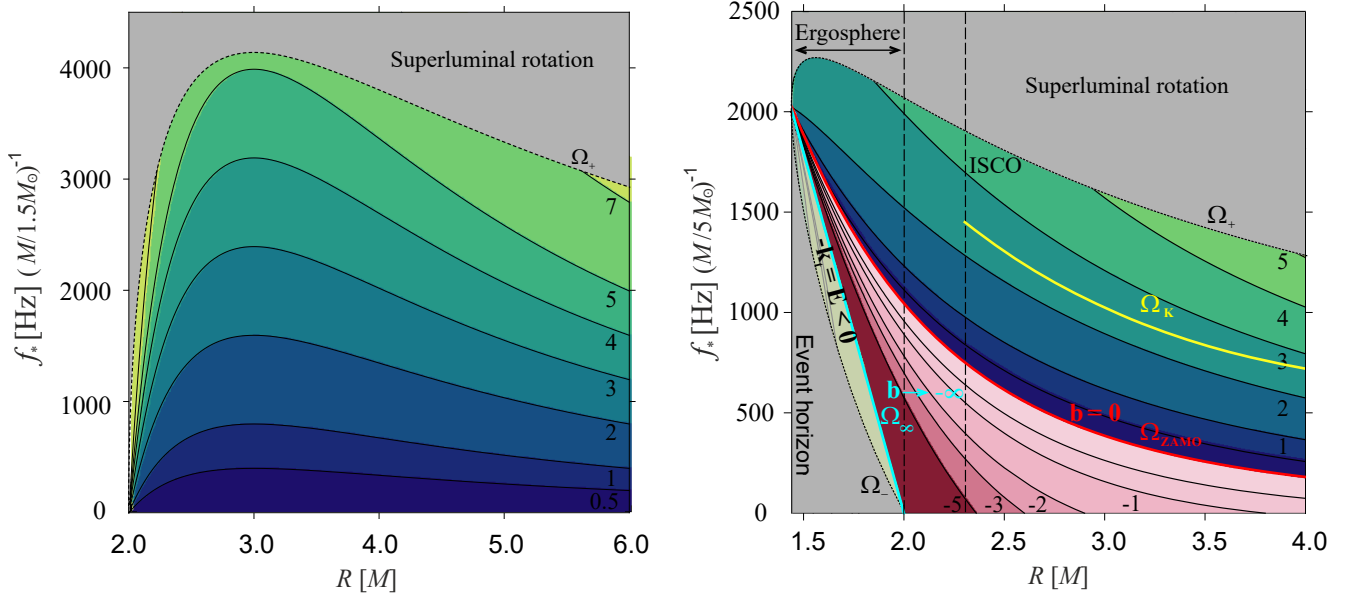 4000
3000
2000
1000
0
f* [Hz] (M/1.5M☉)⁻¹
Superluminal rotation
Ω₊
7
5
4
3
2
1
0.5
2.0 3.0 4.0 5.0 6.0
R [M]
2500
2000
1500
1000
500
0
f* [Hz] (M/5M☉)⁻¹
Ergosphere
Superluminal rotation
ISCO
Ω₊
5
4
3
2
1
Ω_K
-kₜ = E < 0
b → -∞
Ω∞
b = 0
Ω_ZAMO
Event horizon
Ω₋
-5 -3 -2 -1
1.5 2.0 2.5 3.0 3.5 4.0
R [M]